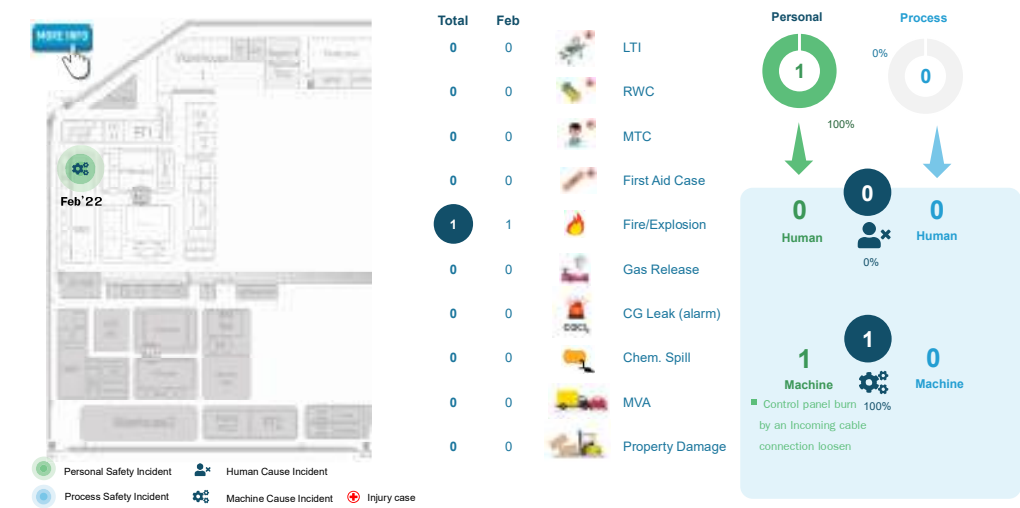 MORE INFO
Warehouse
1
Feb'22
Total Feb
0 0 LTI
0 0 RWC
0 0 MTC
0 0 First Aid Case
1 1 Fire/Explosion
0 0 Gas Release
0 0 CG Leak (alarm)
COCl₂
0 0 Chem. Spill
0 0 MVA
0 0 Property Damage
Personal Process
1
100%
0%
0
0
Human
0
0%
0
Human
1
Machine
1
100%
0
Machine
Control panel burn
by an Incoming cable
connection loosen
Personal Safety Incident
Human Cause Incident
Process Safety Incident
Machine Cause Incident
Injury case